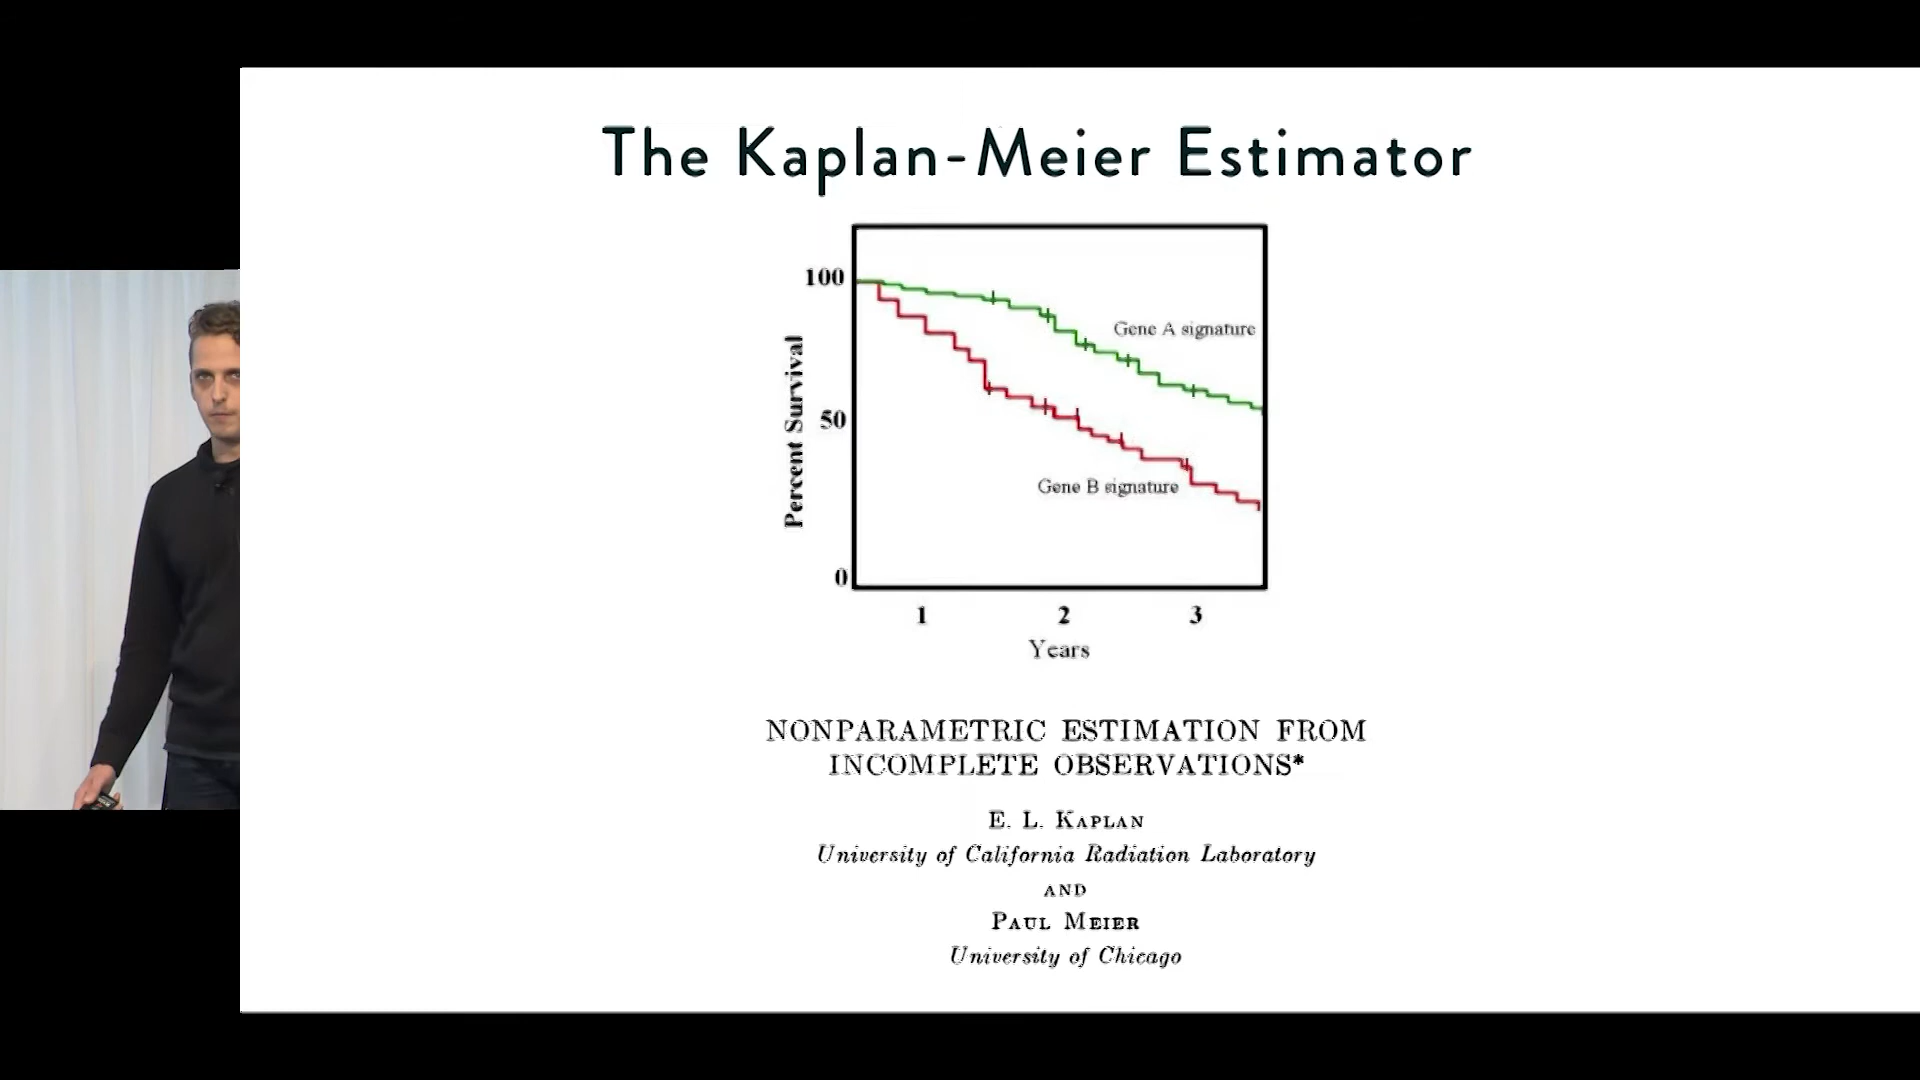 The Kaplan-Meier Estimator
100
50
0
Percent Survival
Gene A signature
Gene B signature
1 2 3
Years
NONPARAMETRIC ESTIMATION FROM
INCOMPLETE OBSERVATIONS*
E. L. KAPLAN
University of California Radiation Laboratory
AND
PAUL MEIER
University of Chicago